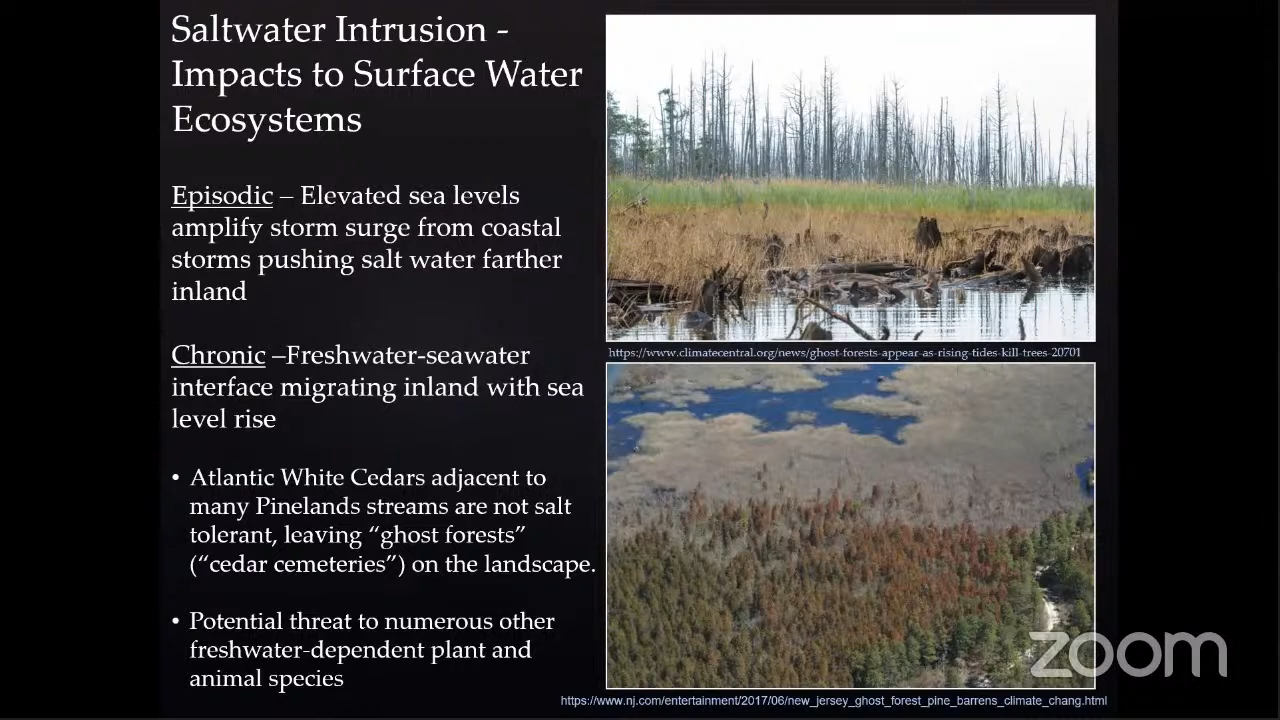 Saltwater Intrusion -
Impacts to Surface Water
Ecosystems
Episodic – Elevated sea levels
amplify storm surge from coastal
storms pushing salt water farther
inland
Chronic –Freshwater-seawater
interface migrating inland with sea
level rise
• Atlantic White Cedars adjacent to
many Pinelands streams are not salt
tolerant, leaving “ghost forests”
(“cedar cemeteries”) on the landscape.
• Potential threat to numerous other
freshwater-dependent plant and
animal species
https://www.climatecentral.org/news/ghost-forests-appear-as-rising-tides-kill-trees-20701
https://www.nj.com/entertainment/2017/06/new_jersey_ghost_forest_pine_barrens_climate_chang.html
zoom